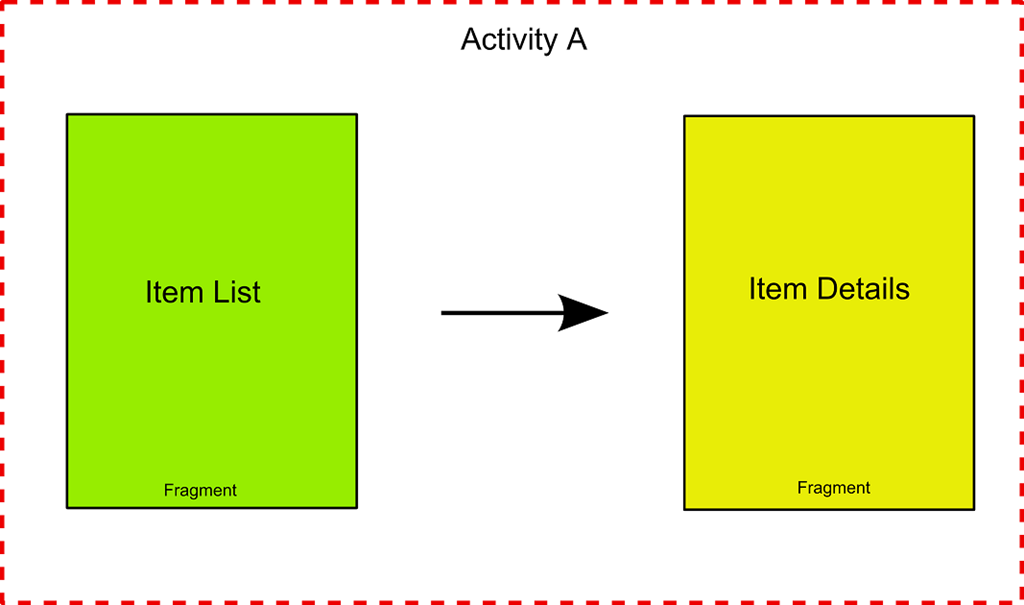 Activity A
Item List
Fragment
Item Details
Fragment